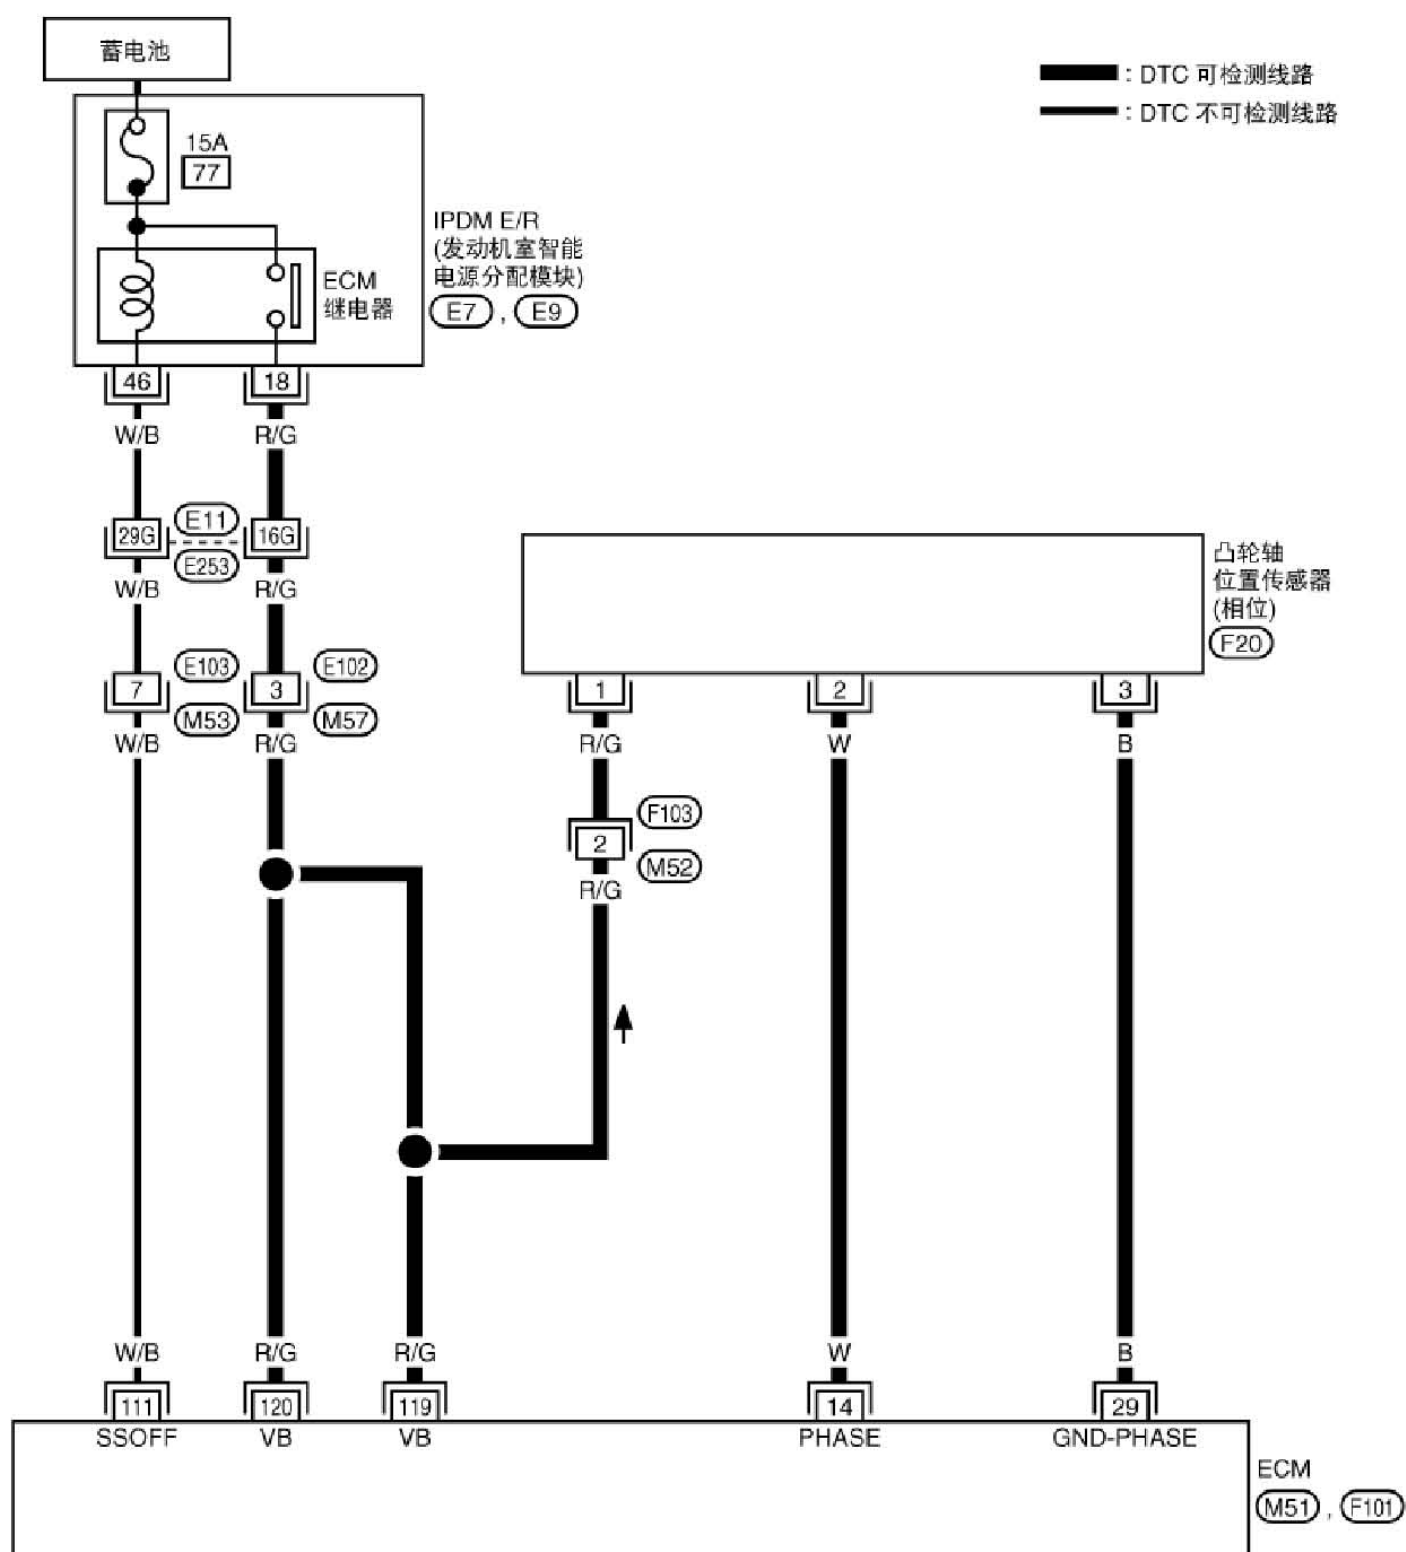 蓄电池
: DTC 可检测线路
: DTC 不可检测线路
15A
77
IPDM E/R
(发动机室智能
电源分配模块)
E7 , E9
ECM
继电器
46 18
W/B R/G
29G E11 16G
E253
W/B R/G
凸轮轴
位置传感器
(相位)
F20
E103 E102
7 3
M53 M57
W/B R/G
1 2 3
R/G W B
F103
2
M52
R/G
W/B R/G R/G W B
111 120 119 14 29
SSOFF VB VB PHASE GND-PHASE
ECM
M51 , F101